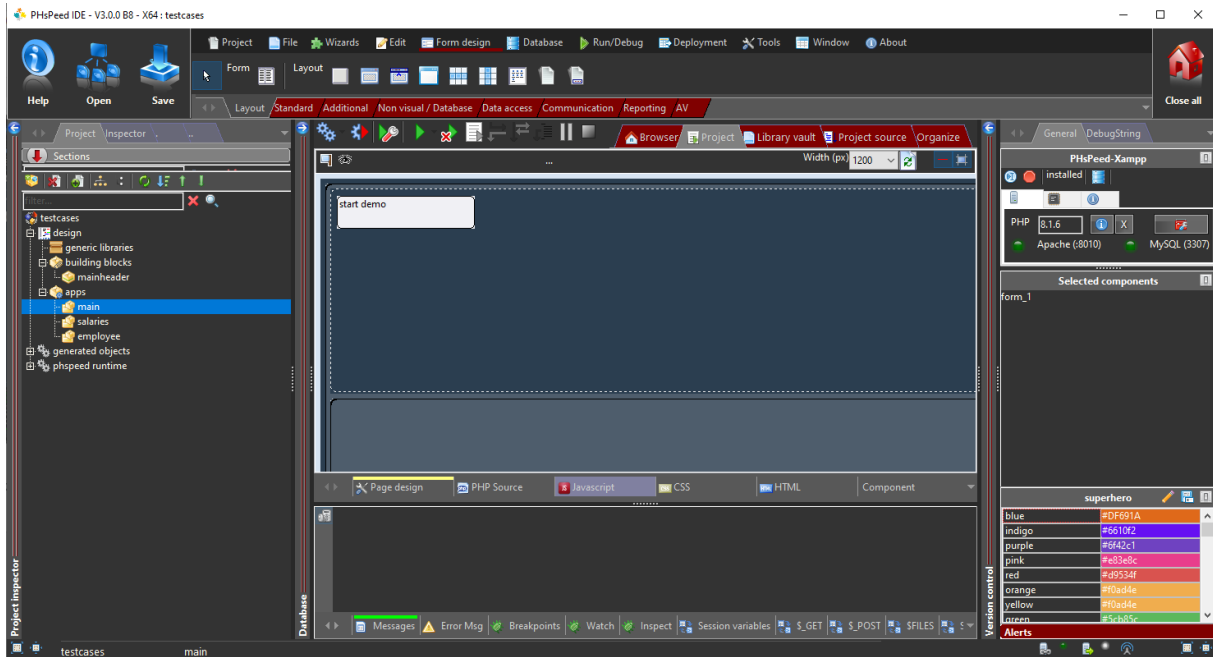 PHsPeed IDE - V3.0.0 B8 - X64 : testcases
Project File Wizards Edit Form design Database Run/Debug Deployment Tools Window About
Form Layout
Help Open Save Close all
Layout Standard Additional Non visual / Database Data access Communication Reporting AV
Project Inspector
Browser Project Library vault Project source Organize
General DebugString
Sections
... Width (px) 1200
PHsPeed-Xampp
installed
filter...
start demo
PHP 8.1.6 X
testcases
design
generic libraries
building blocks
mainheader
apps
main
salaries
employee
generated objects
phspeed runtime
Apache (:8010) MySQL (3307)
Selected components
form_1
Page design PHP Source Javascript CSS HTML Component
superhero
blue #DF691A
indigo #6610f2
purple #6f42c1
pink #e83e8c
red #d9534f
orange #f0ad4e
yellow #f0ad4e
green #5cb85c
Project inspector
Database
Version control
Messages Error Msg Breakpoints Watch Inspect Session variables $_GET $_POST $FILES
Alerts
testcases main